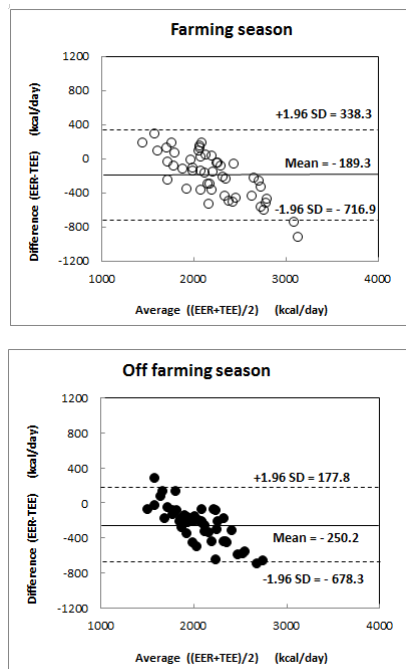 Farming season
1200
800
400
0
-400
-800
-1200
Difference (EER-TEE) (kcal/day)
+1.96 SD = 338.3
Mean = - 189.3
-1.96 SD = - 716.9
1000 2000 3000 4000
Average ((EER+TEE)/2) (kcal/day)
Off farming season
1200
800
400
0
-400
-800
-1200
Difference (EER-TEE) (kcal/day)
+1.96 SD = 177.8
Mean = - 250.2
-1.96 SD = - 678.3
1000 2000 3000 4000
Average ((EER+TEE)/2) (kcal/day)